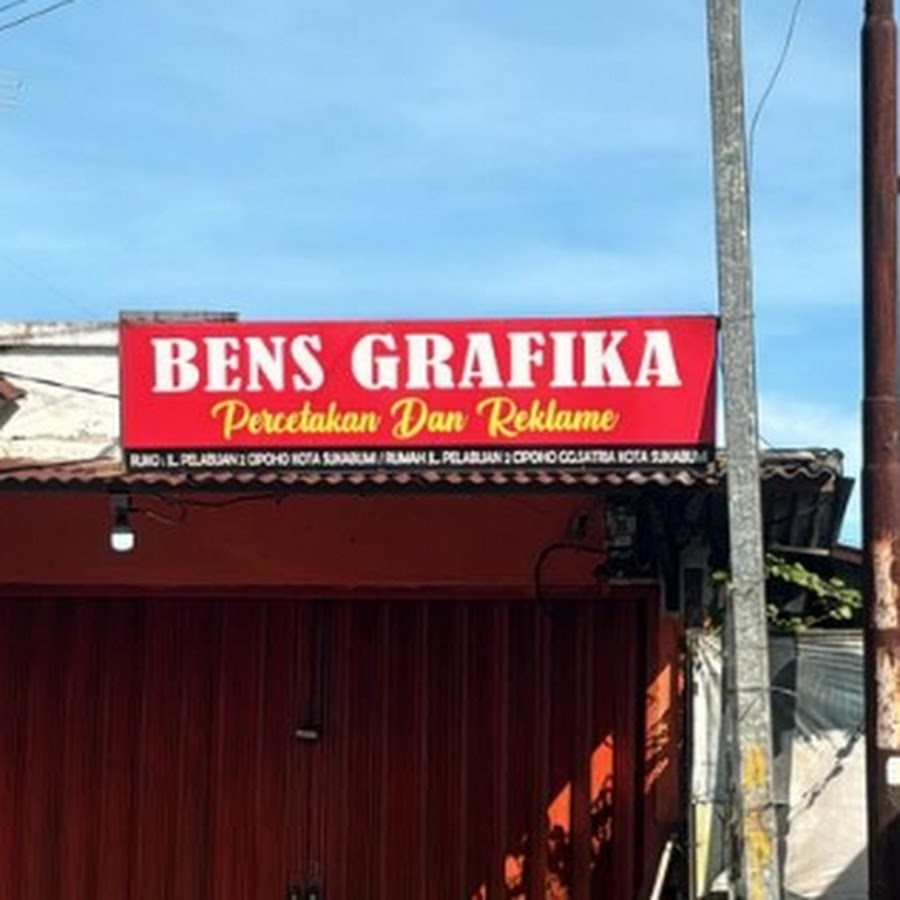 BENS GRAFIKA
Percetakan Dan Reklame
RUKO : JL. PELABUAN 2 CIPOHO KOTA SUKABUMI / RUMAH JL. PELABUAN 2 CIPOHO GG.SATRIA KOTA SUKABUMI